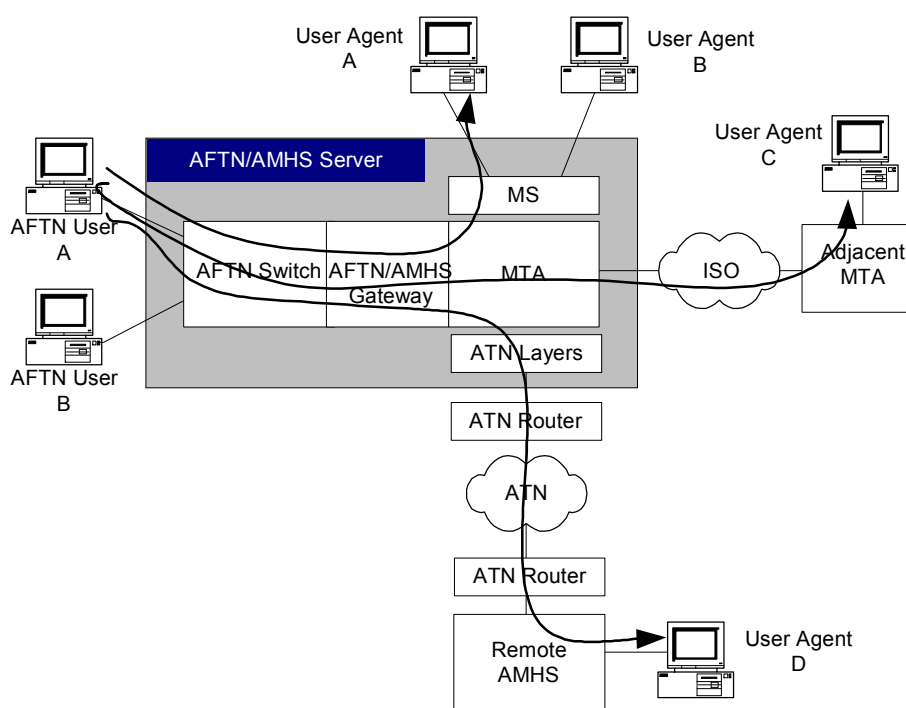 User Agent
A
User Agent
B
User Agent
C
AFTN/AMHS Server
MS
AFTN User
A
AFTN Switch
AFTN/AMHS
Gateway
MTA
ISO
Adjacent
MTA
AFTN User
B
ATN Layers
ATN Router
ATN
ATN Router
Remote
AMHS
User Agent
D